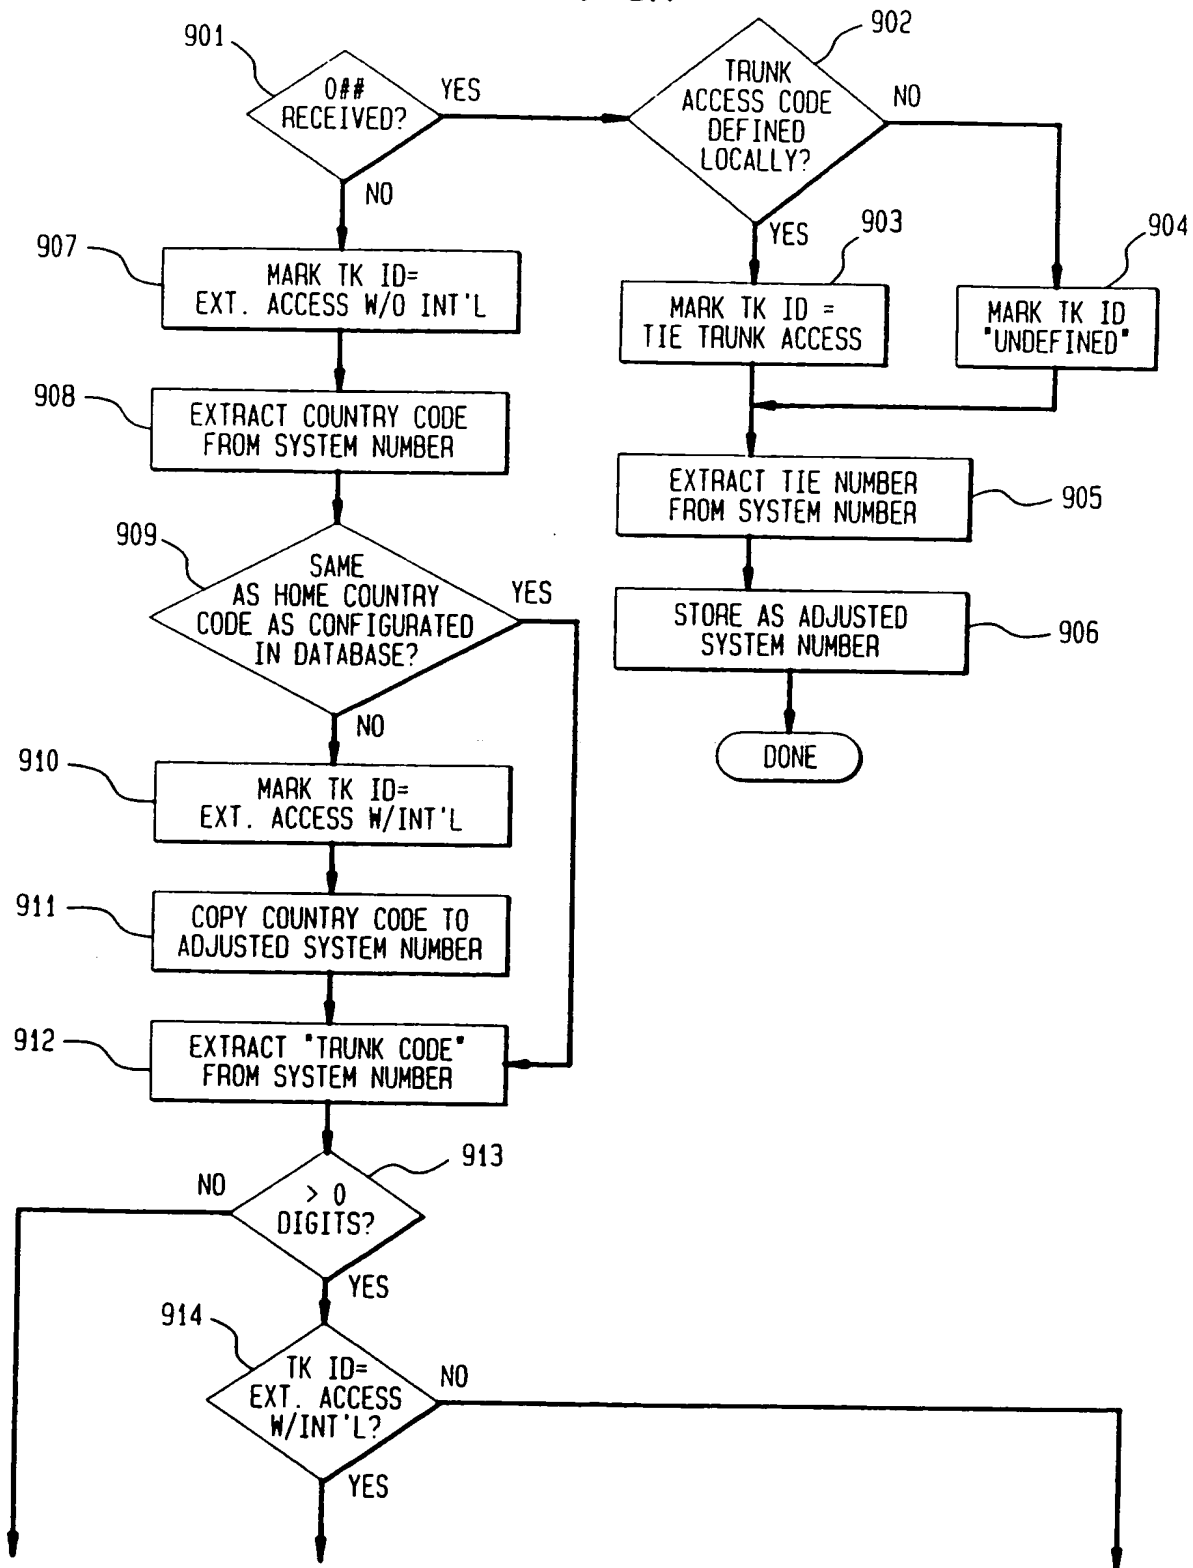 901
0##
RECEIVED?
YES
NO
902
TRUNK
ACCESS CODE
DEFINED
LOCALLY?
NO
YES
903
MARK TK ID =
TIE TRUNK ACCESS
904
MARK TK ID
"UNDEFINED"
EXTRACT TIE NUMBER
FROM SYSTEM NUMBER
905
STORE AS ADJUSTED
SYSTEM NUMBER
906
DONE
907
MARK TK ID=
EXT. ACCESS W/O INT'L
908
EXTRACT COUNTRY CODE
FROM SYSTEM NUMBER
909
SAME
AS HOME COUNTRY
CODE AS CONFIGURATED
IN DATABASE?
YES
NO
910
MARK TK ID=
EXT. ACCESS W/INT'L
911
COPY COUNTRY CODE TO
ADJUSTED SYSTEM NUMBER
912
EXTRACT "TRUNK CODE"
FROM SYSTEM NUMBER
913
> 0
DIGITS?
NO
YES
914
TK ID=
EXT. ACCESS
W/INT'L?
NO
YES